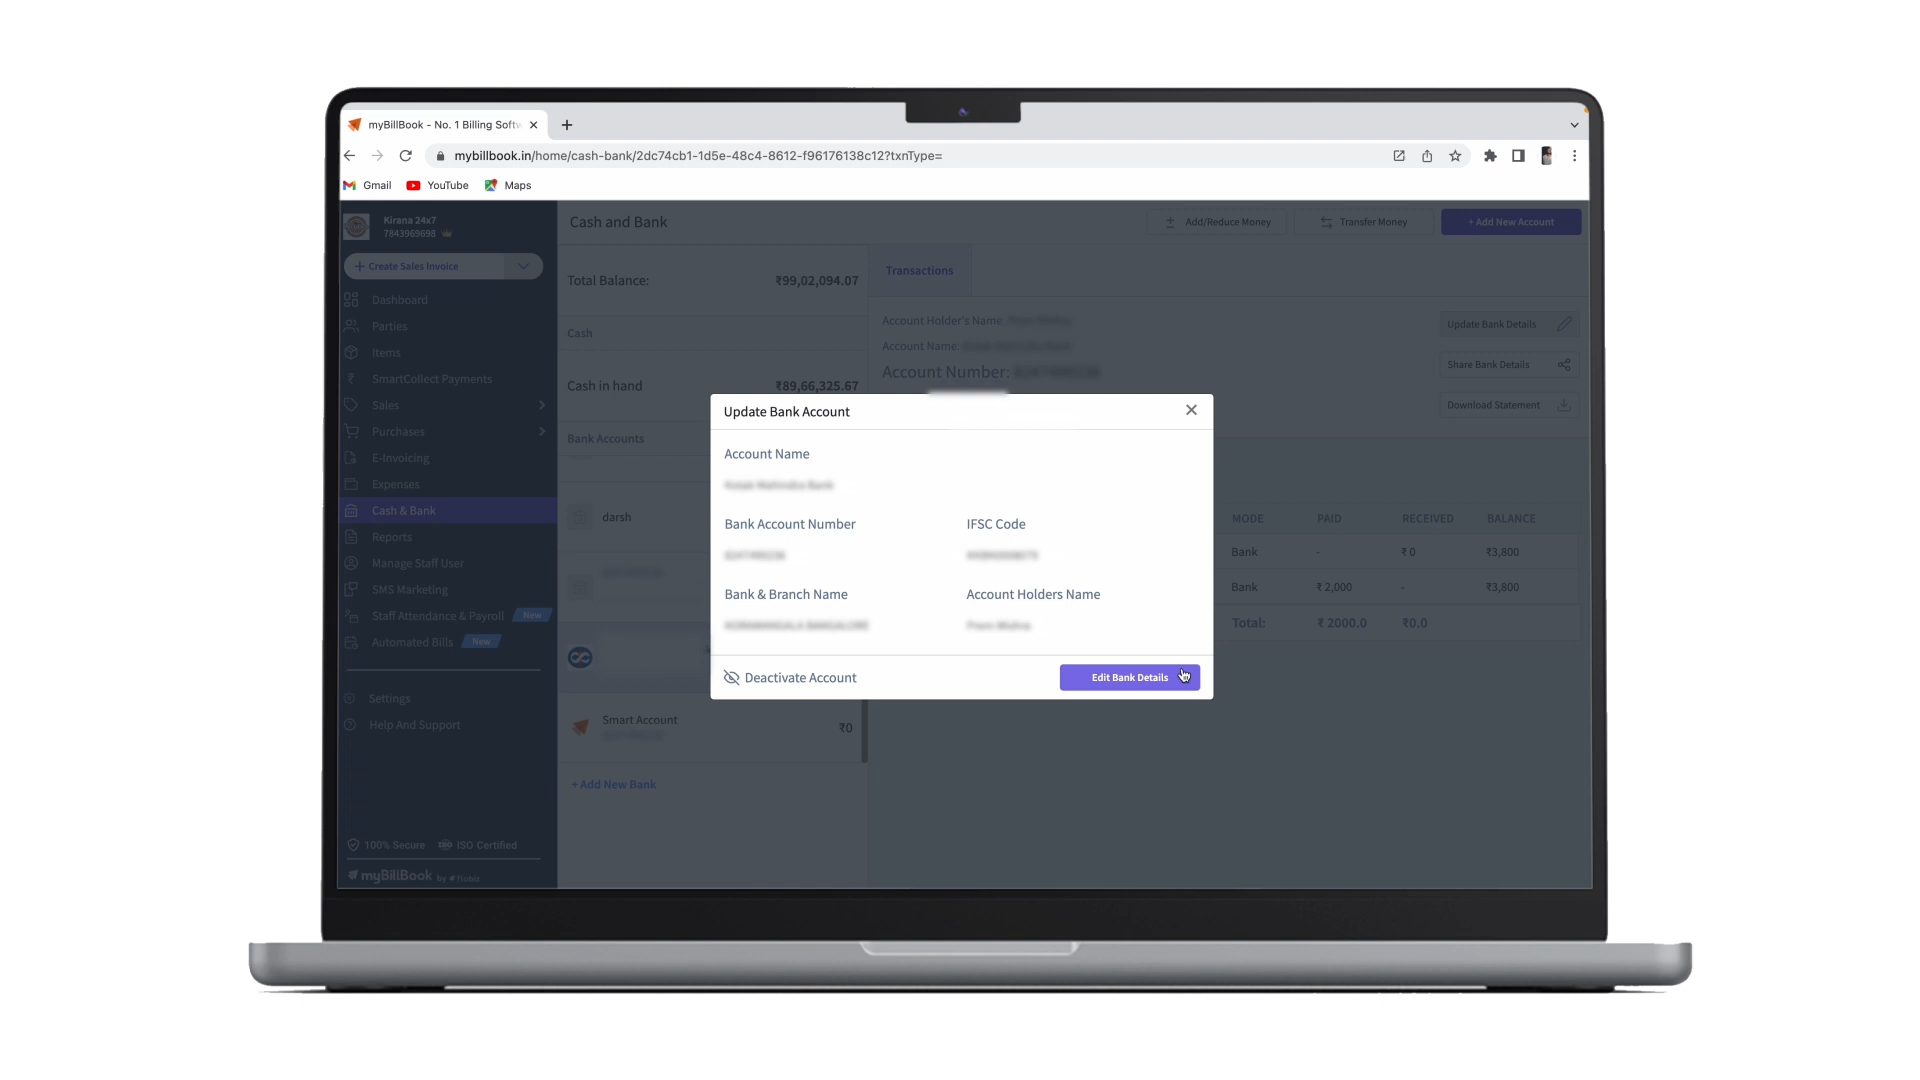 myBillBook - No. 1 Billing Softw
mybillbook.in/home/cash-bank/2dc74cb1-1d5e-48c4-8612-f96176138c12?txnType=
Gmail YouTube Maps
Kirana 24x7
7843969698
+ Create Sales Invoice
Dashboard
Parties
Items
SmartCollect Payments
Sales
Purchases
E-Invoicing
Expenses
Cash & Bank
Reports
Manage Staff User
SMS Marketing
Staff Attendance & Payroll New
Automated Bills New
Settings
Help And Support
100% Secure ISO Certified
myBillBook by flobiz
Cash and Bank
Add/Reduce Money
Transfer Money
+ Add New Account
Total Balance: ₹99,02,094.07
Cash
Cash in hand ₹89,66,325.67
Bank Accounts
darsh
Smart Account ₹0
+ Add New Bank
Transactions
Account Holder's Name
Account Name:
Account Number:
Update Bank Details
Share Bank Details
Download Statement
MODE PAID RECEIVED BALANCE
Bank - ₹ 0 ₹3,800
Bank ₹ 2,000 - ₹3,800
Total: ₹ 2000.0 ₹0.0
Update Bank Account
Account Name
Bank Account Number IFSC Code
Bank & Branch Name Account Holders Name
Deactivate Account Edit Bank Details